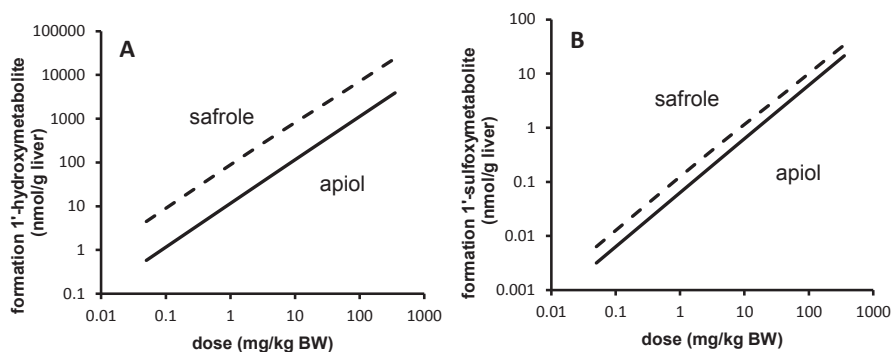 A
formation 1'-hydroxymetabolite
(nmol/g liver)
100000
10000
1000
100
10
1
0.1
safrole
apiol
0.01 0.1 1 10 100 1000
dose (mg/kg BW)
B
formation 1'-sulfoxymetabolite
(nmol/g liver)
100
10
1
0.1
0.01
0.001
safrole
apiol
0.01 0.1 1 10 100 1000
dose (mg/kg BW)